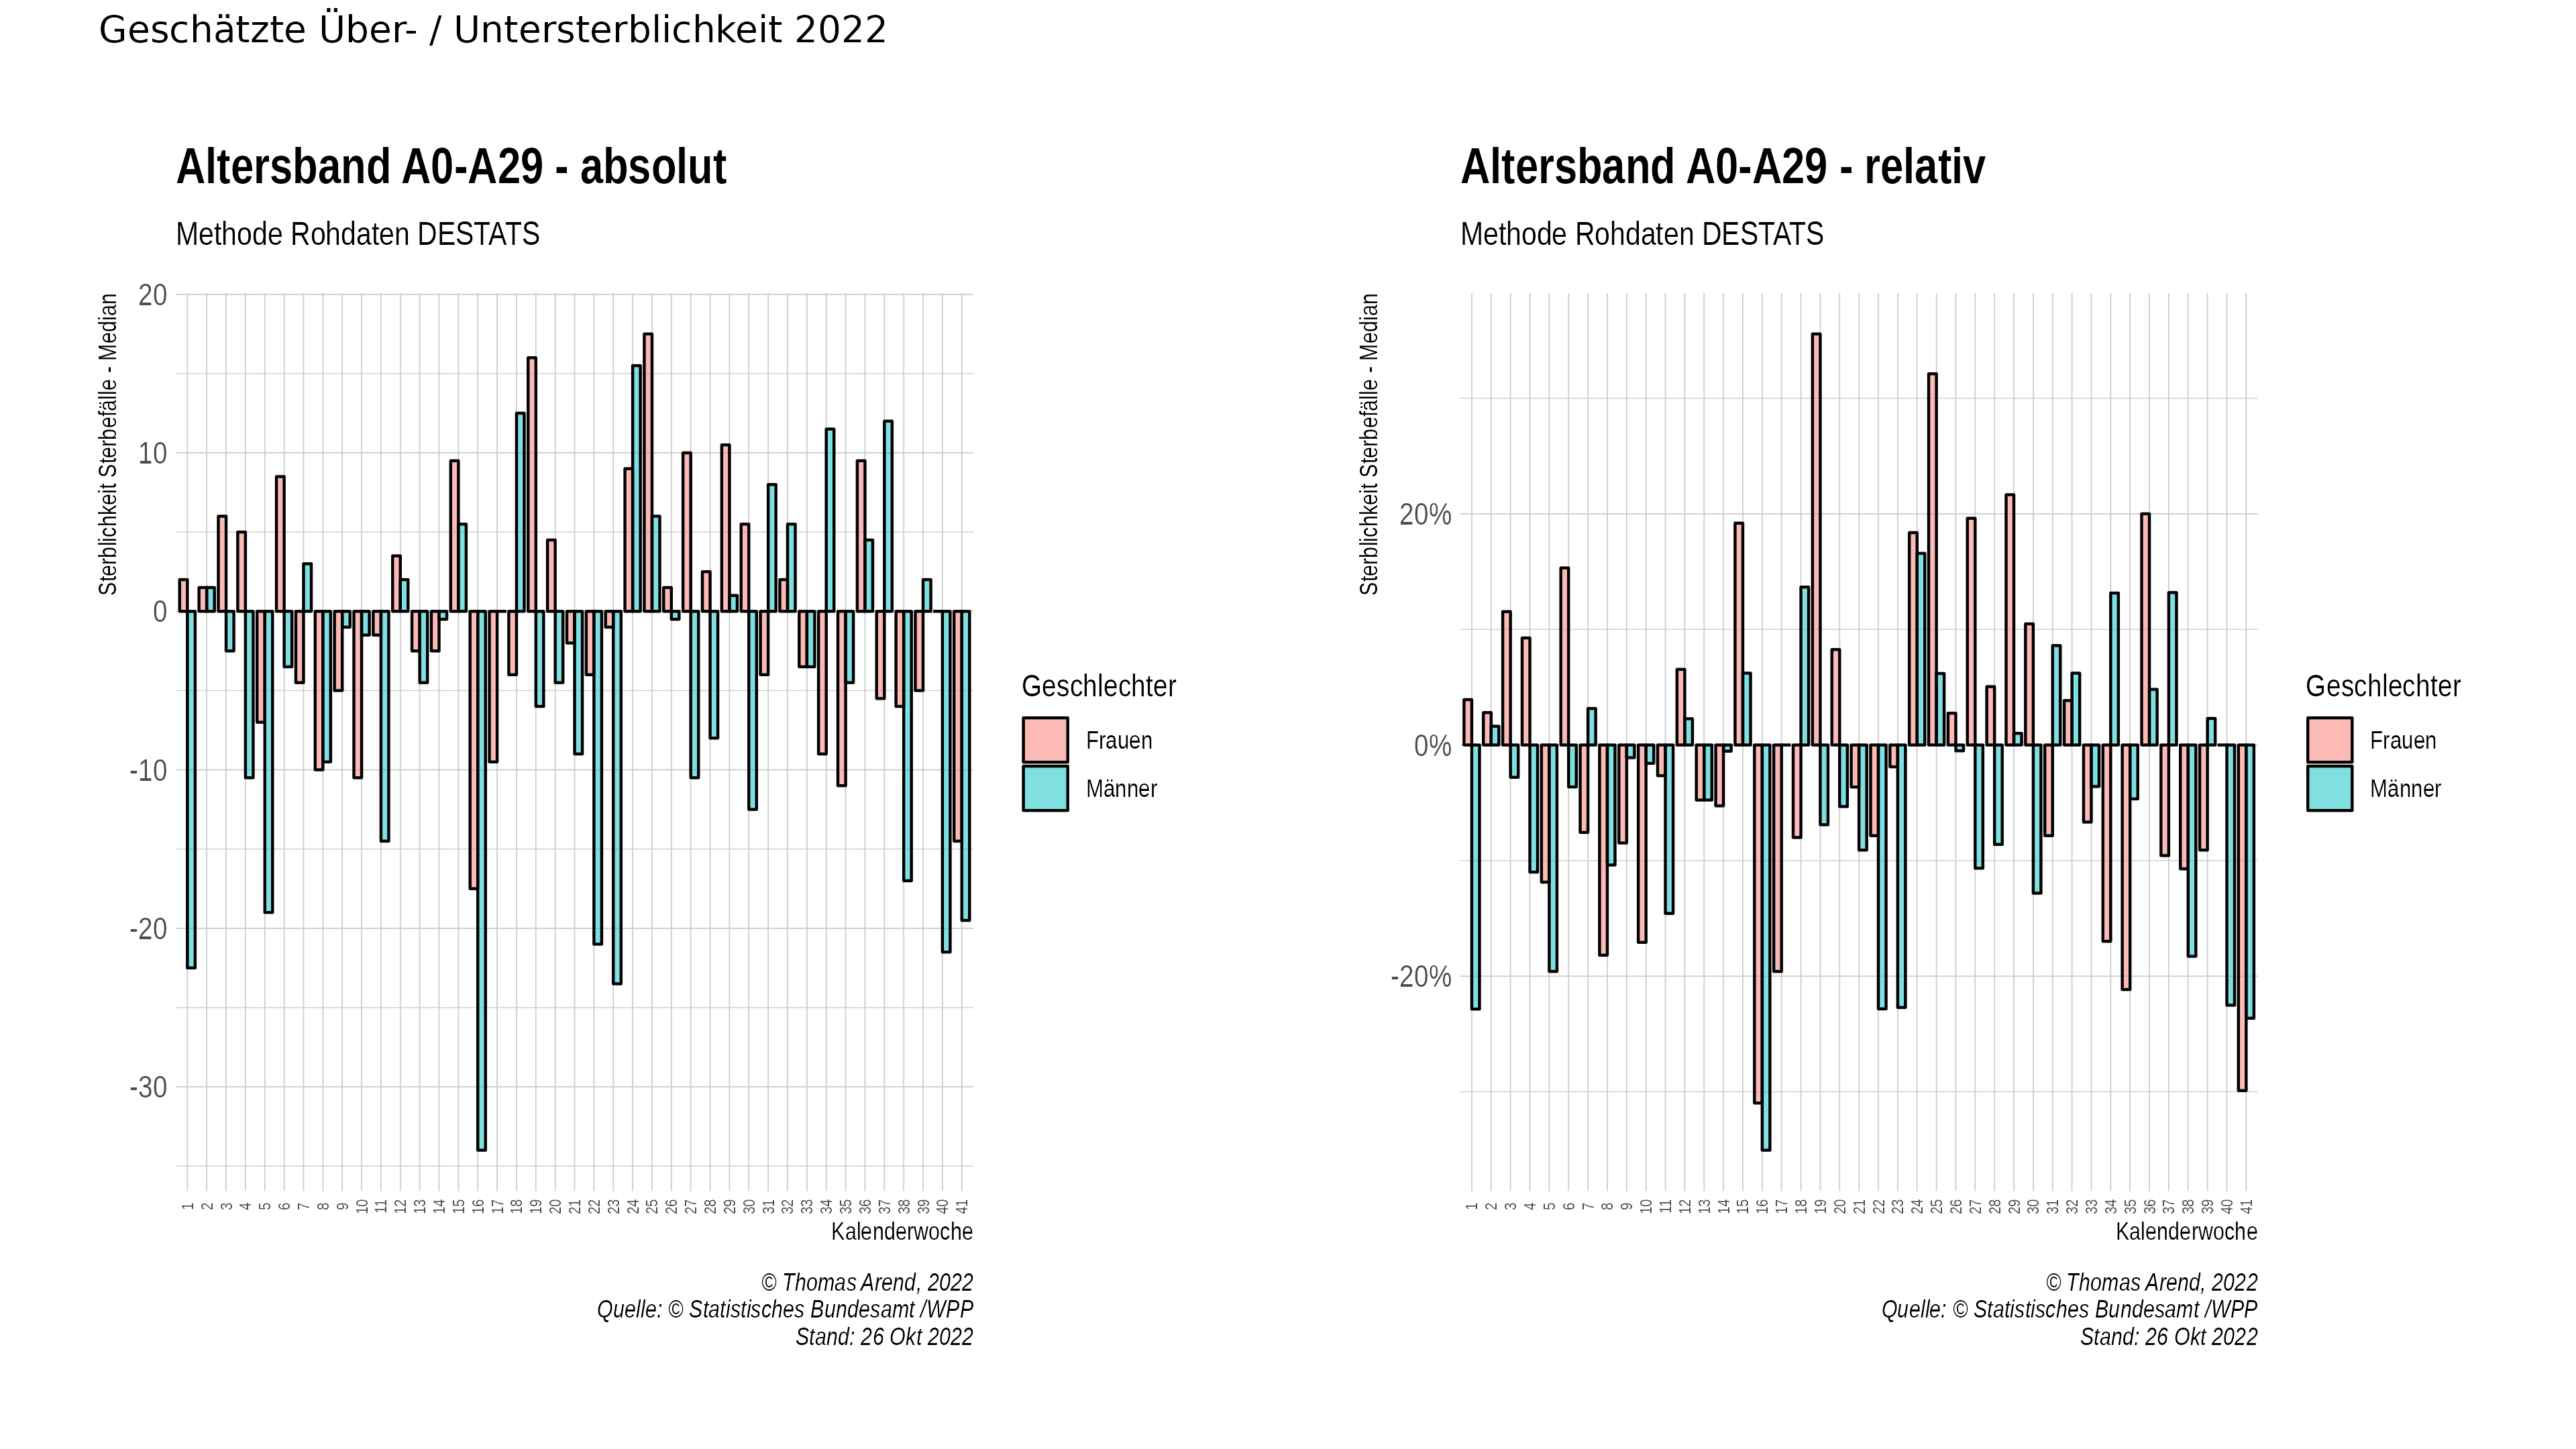 Geschätzte Über- / Untersterblichkeit 2022
Altersband A0-A29 - absolut
Methode Rohdaten DESTATS
Sterblichkeit Sterbefälle - Median
20
10
0
-10
-20
-30
1 2 3 4 5 6 7 8 9 10 11 12 13 14 15 16 17 18 19 20 21 22 23 24 25 26 27 28 29 30 31 32 33 34 35 36 37 38 39 40 41
Kalenderwoche
Geschlechter
Frauen
Männer
© Thomas Arend, 2022
Quelle: © Statistisches Bundesamt /WPP
Stand: 26 Okt 2022
Altersband A0-A29 - relativ
Methode Rohdaten DESTATS
Sterblichkeit Sterbefälle - Median
20%
0%
-20%
1 2 3 4 5 6 7 8 9 10 11 12 13 14 15 16 17 18 19 20 21 22 23 24 25 26 27 28 29 30 31 32 33 34 35 36 37 38 39 40 41
Kalenderwoche
Geschlechter
Frauen
Männer
© Thomas Arend, 2022
Quelle: © Statistisches Bundesamt /WPP
Stand: 26 Okt 2022